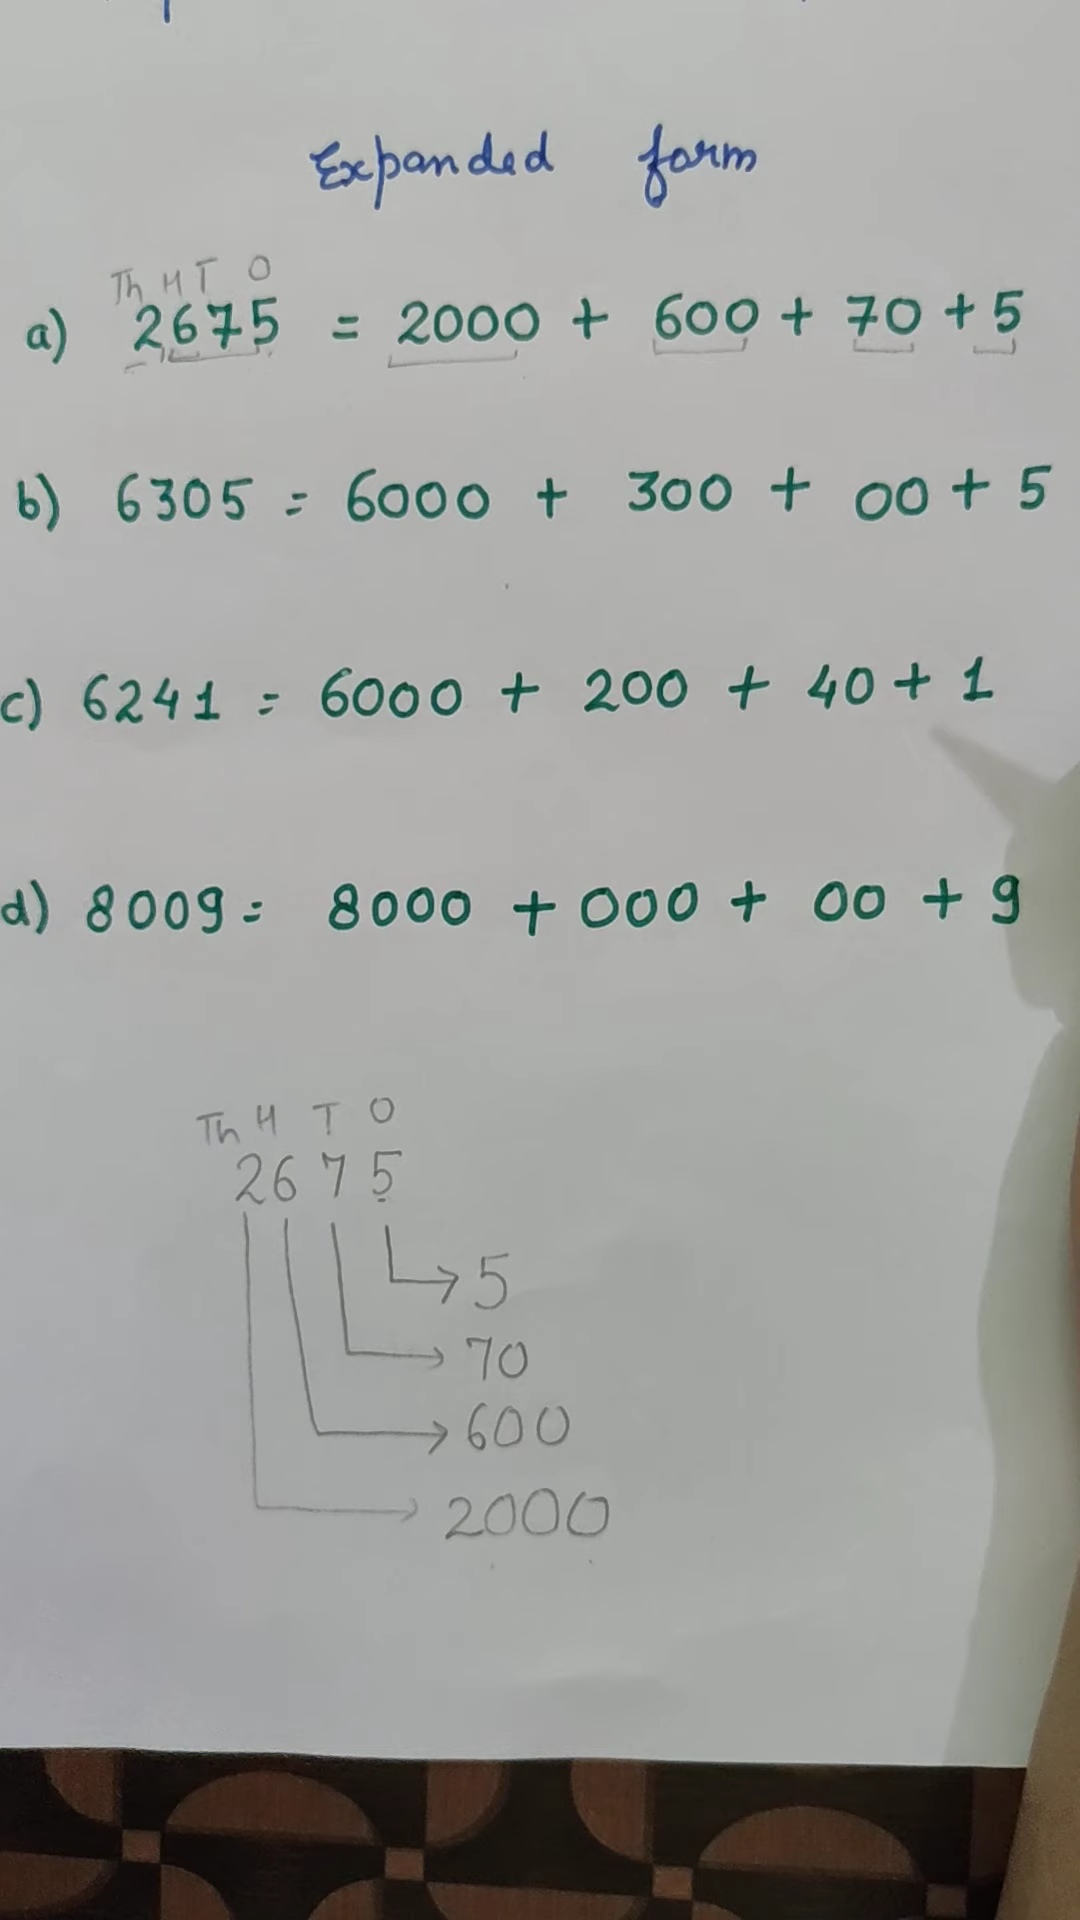 Expanded form
Th H T O
a) 2675 = 2000 + 600 + 70 + 5
b) 6305 = 6000 + 300 + 00 + 5
c) 6241 = 6000 + 200 + 40 + 1
d) 8009 = 8000 + 000 + 00 + 9
Th H T O
2675
5
70
600
2000